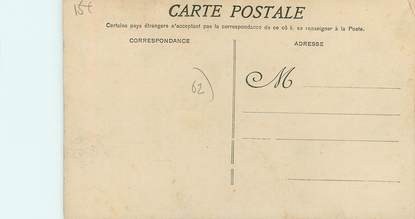 15€
CARTE POSTALE
Certains pays étrangers n'acceptant pas la correspondance de ce côté, se renseigner à la Poste.
CORRESPONDANCE
ADRESSE
62)
M